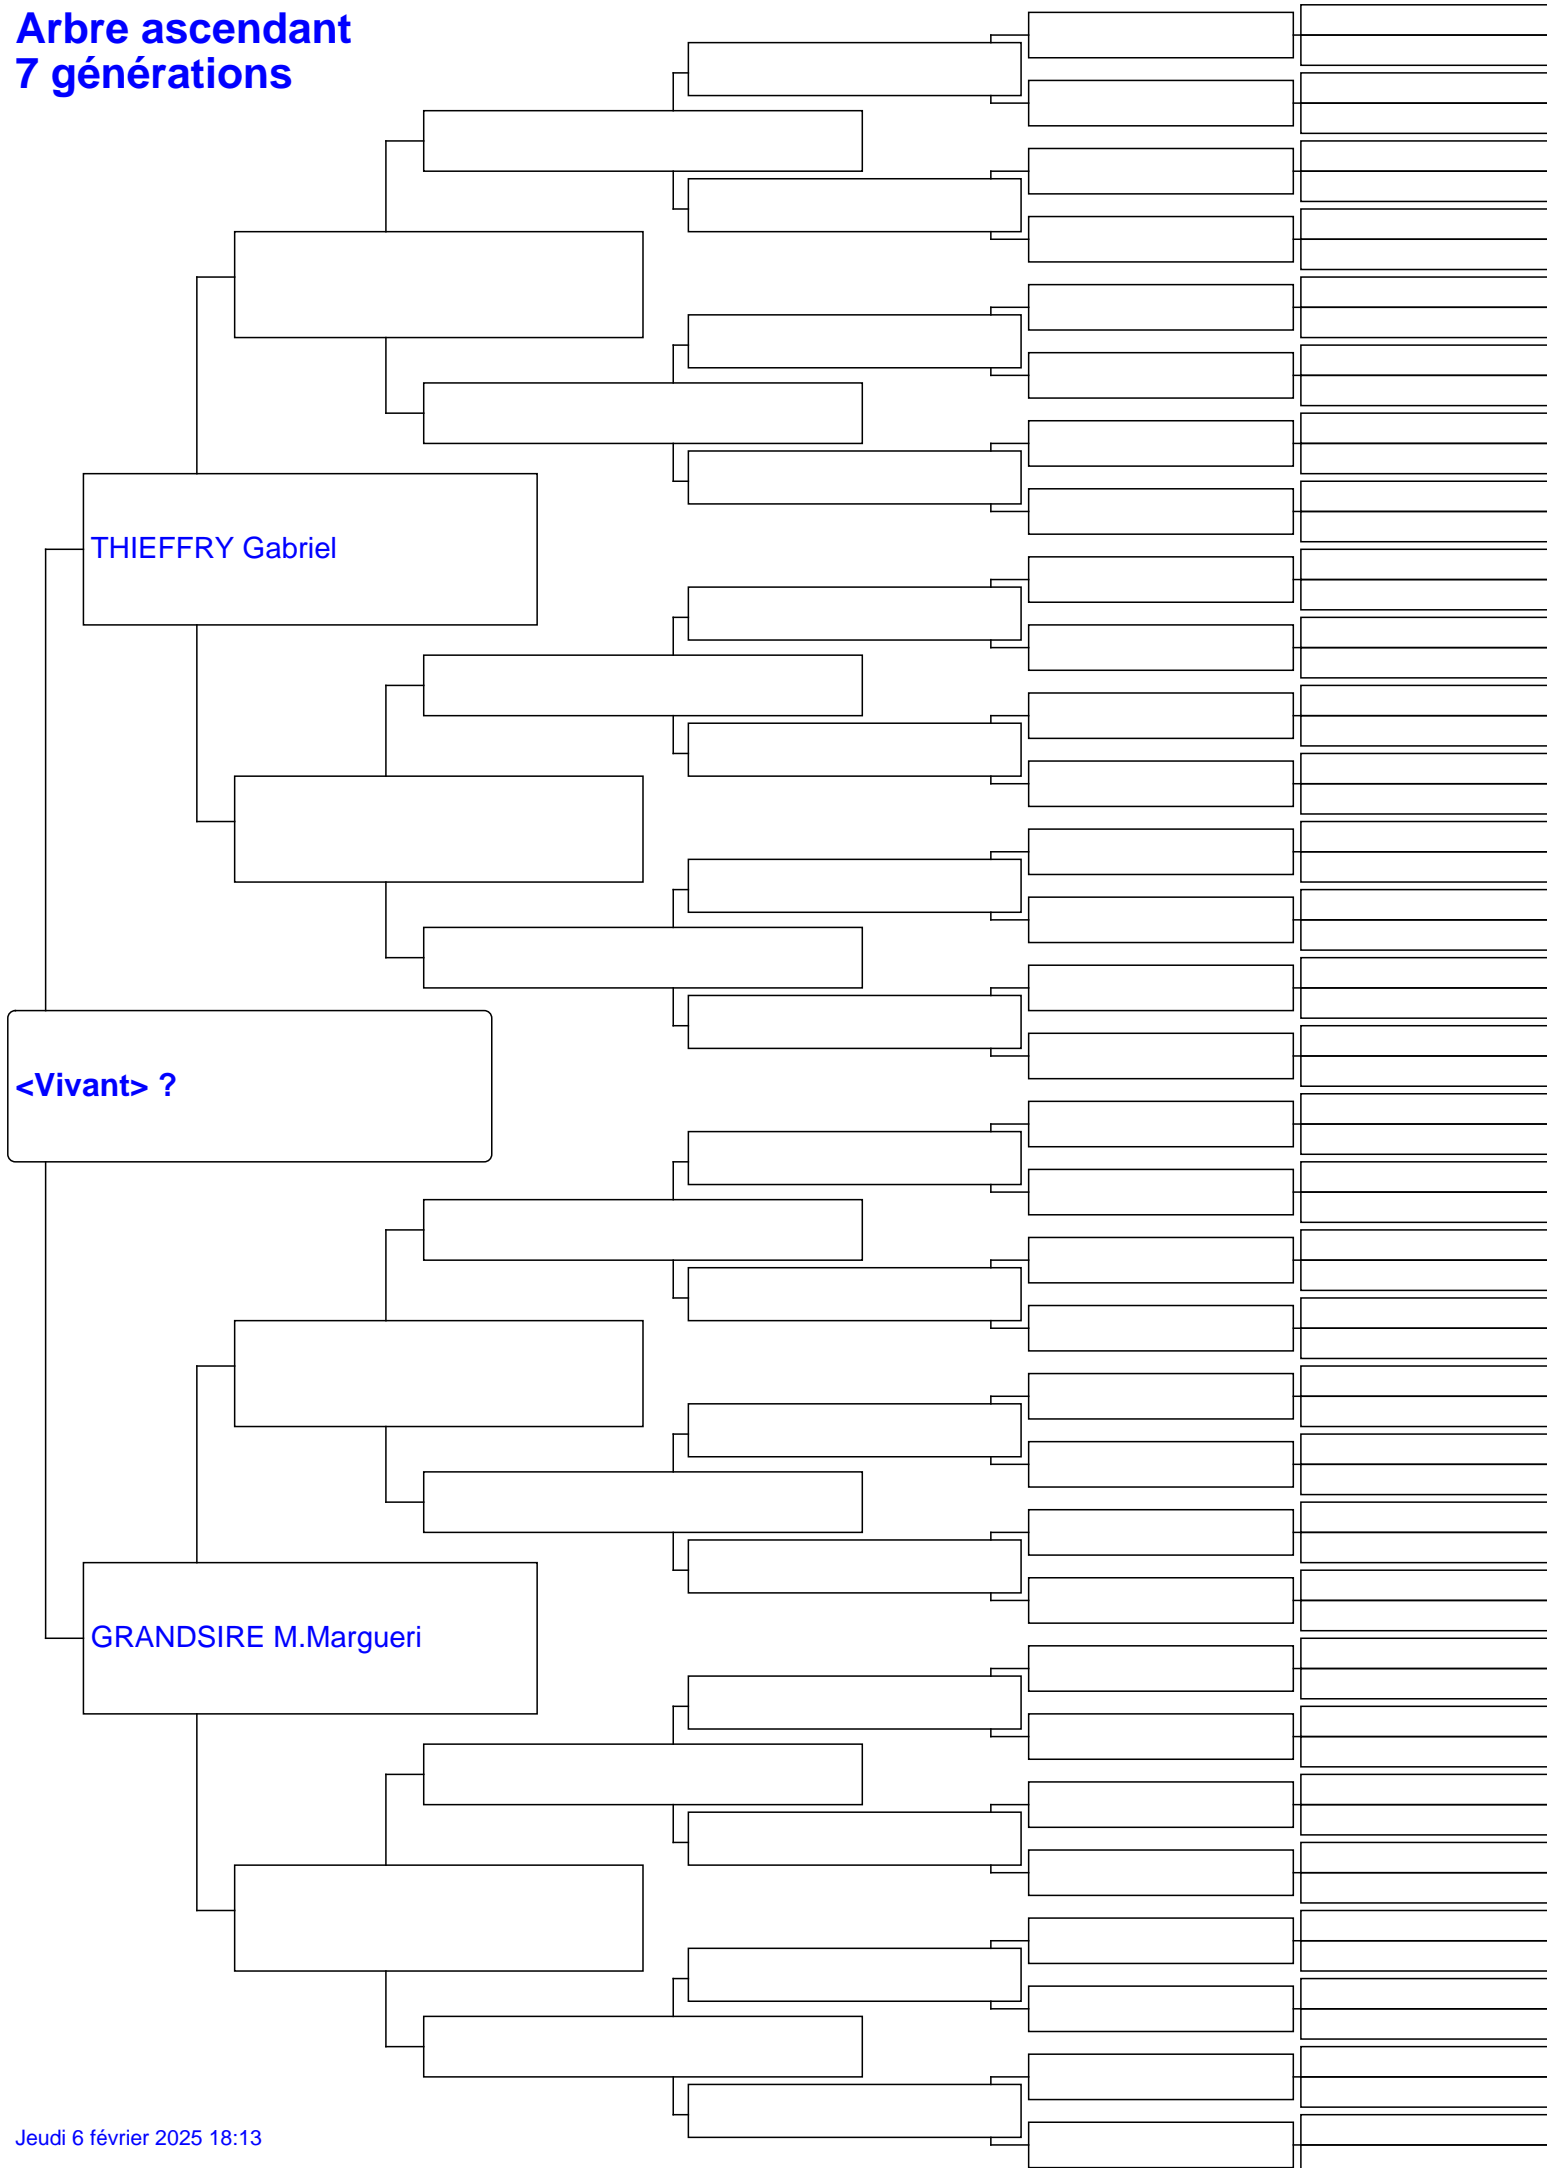 Arbre ascendant
7 générations
THIEFFRY Gabriel
<Vivant> ?
GRANDSIRE M.Margueri
Jeudi 6 février 2025 18:13